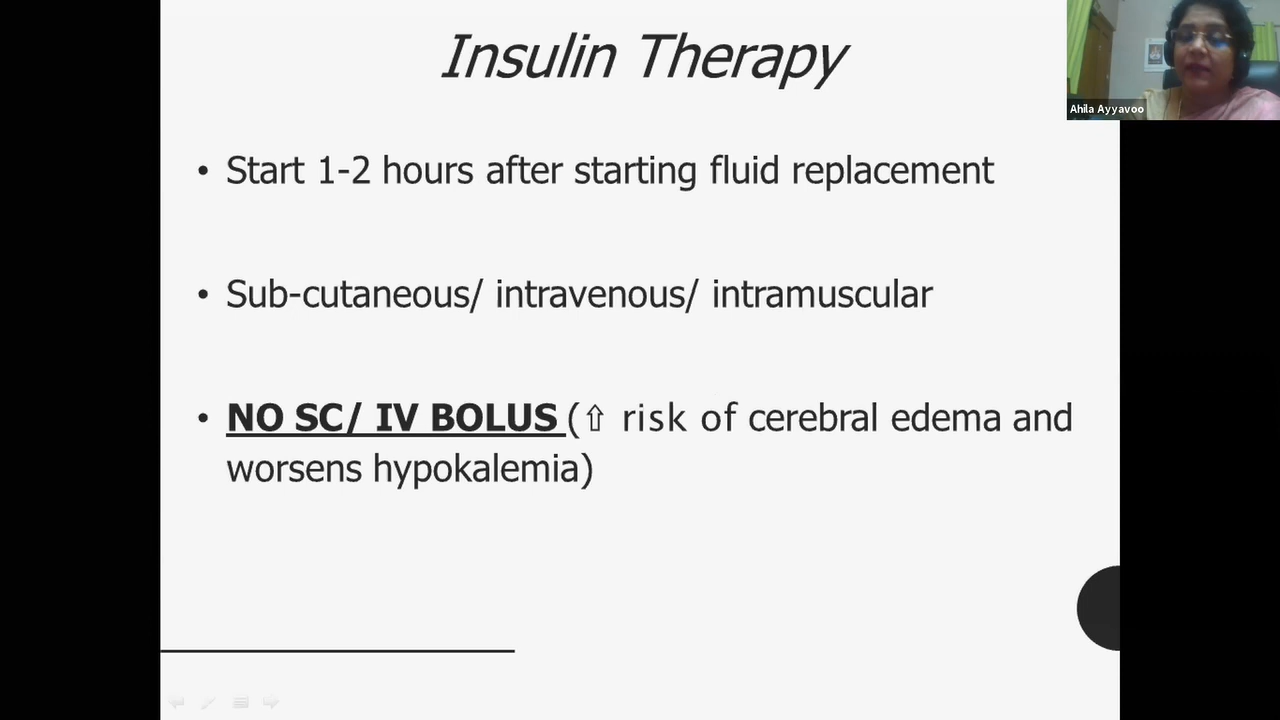 Insulin Therapy
Ahila Ayyavoo
• Start 1-2 hours after starting fluid replacement
• Sub-cutaneous/ intravenous/ intramuscular
• NO SC/ IV BOLUS (⇧ risk of cerebral edema and
worsens hypokalemia)